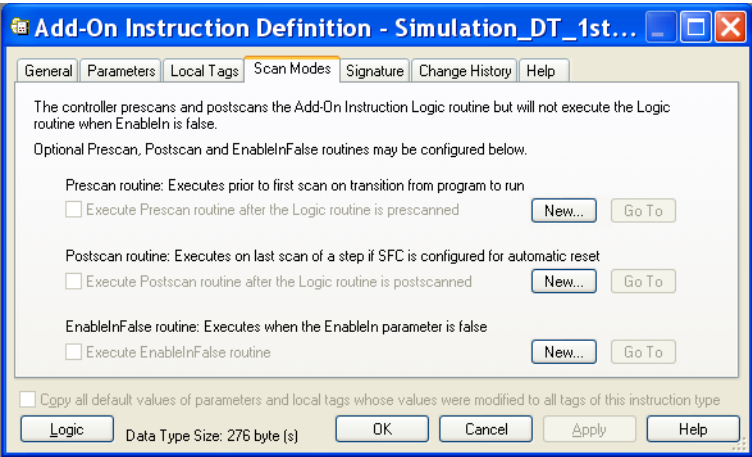 Add-On Instruction Definition - Simulation_DT_1st...
General Parameters Local Tags Scan Modes Signature Change History Help
The controller prescans and postscans the Add-On Instruction Logic routine but will not execute the Logic
routine when EnableIn is false.
Optional Prescan, Postscan and EnableInFalse routines may be configured below.
Prescan routine: Executes prior to first scan on transition from program to run
Execute Prescan routine after the Logic routine is prescanned New... Go To
Postscan routine: Executes on last scan of a step if SFC is configured for automatic reset
Execute Postscan routine after the Logic routine is postscanned New... Go To
EnableInFalse routine: Executes when the EnableIn parameter is false
Execute EnableInFalse routine New... Go To
Copy all default values of parameters and local tags whose values were modified to all tags of this instruction type
Logic Data Type Size: 276 byte (s) OK Cancel Apply Help